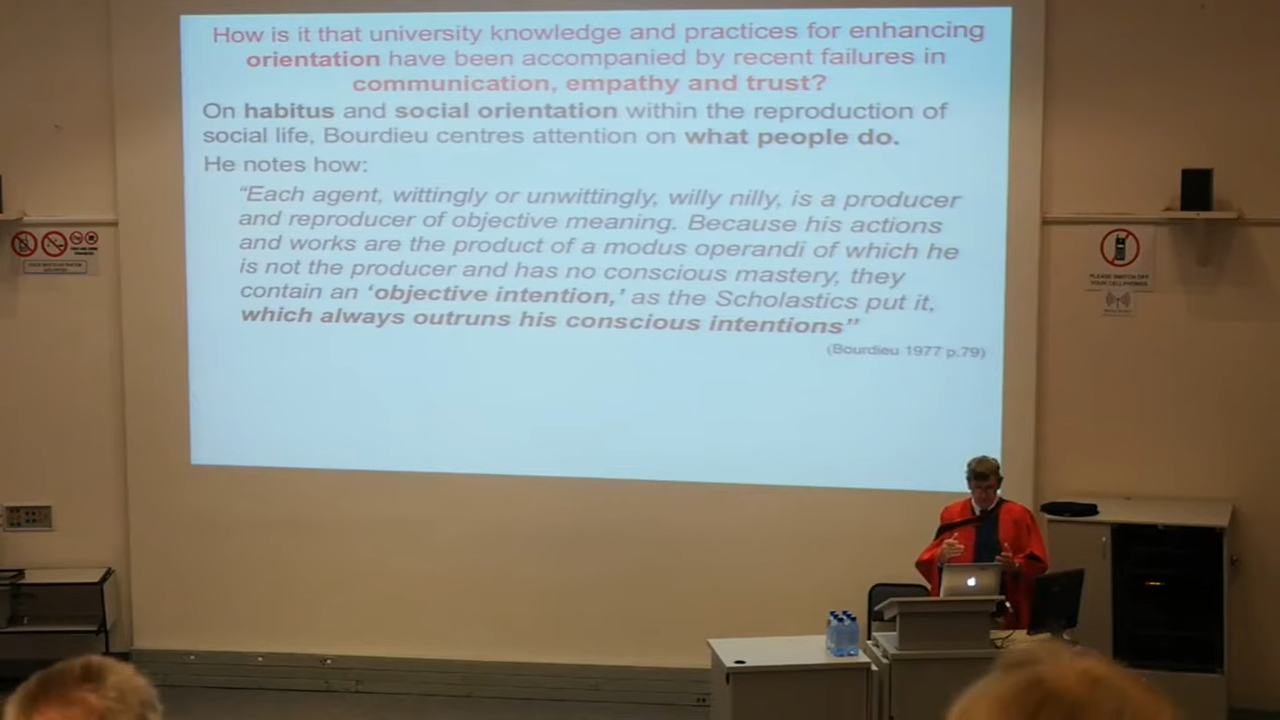 How is it that university knowledge and practices for enhancing
orientation have been accompanied by recent failures in
communication, empathy and trust?
On habitus and social orientation within the reproduction of
social life, Bourdieu centres attention on what people do.
He notes how:
“Each agent, wittingly or unwittingly, willy nilly, is a producer
and reproducer of objective meaning. Because his actions
and works are the product of a modus operandi of which he
is not the producer and has no conscious mastery, they
contain an ‘objective intention,’ as the Scholastics put it,
which always outruns his conscious intentions”
(Bourdieu 1977 p.79)
PLEASE SWITCH OFF
YOUR CELLPHONES